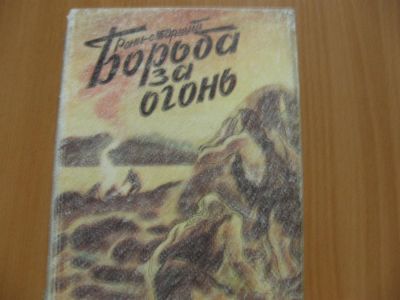 Рони-старший
Борьба
за
огонь